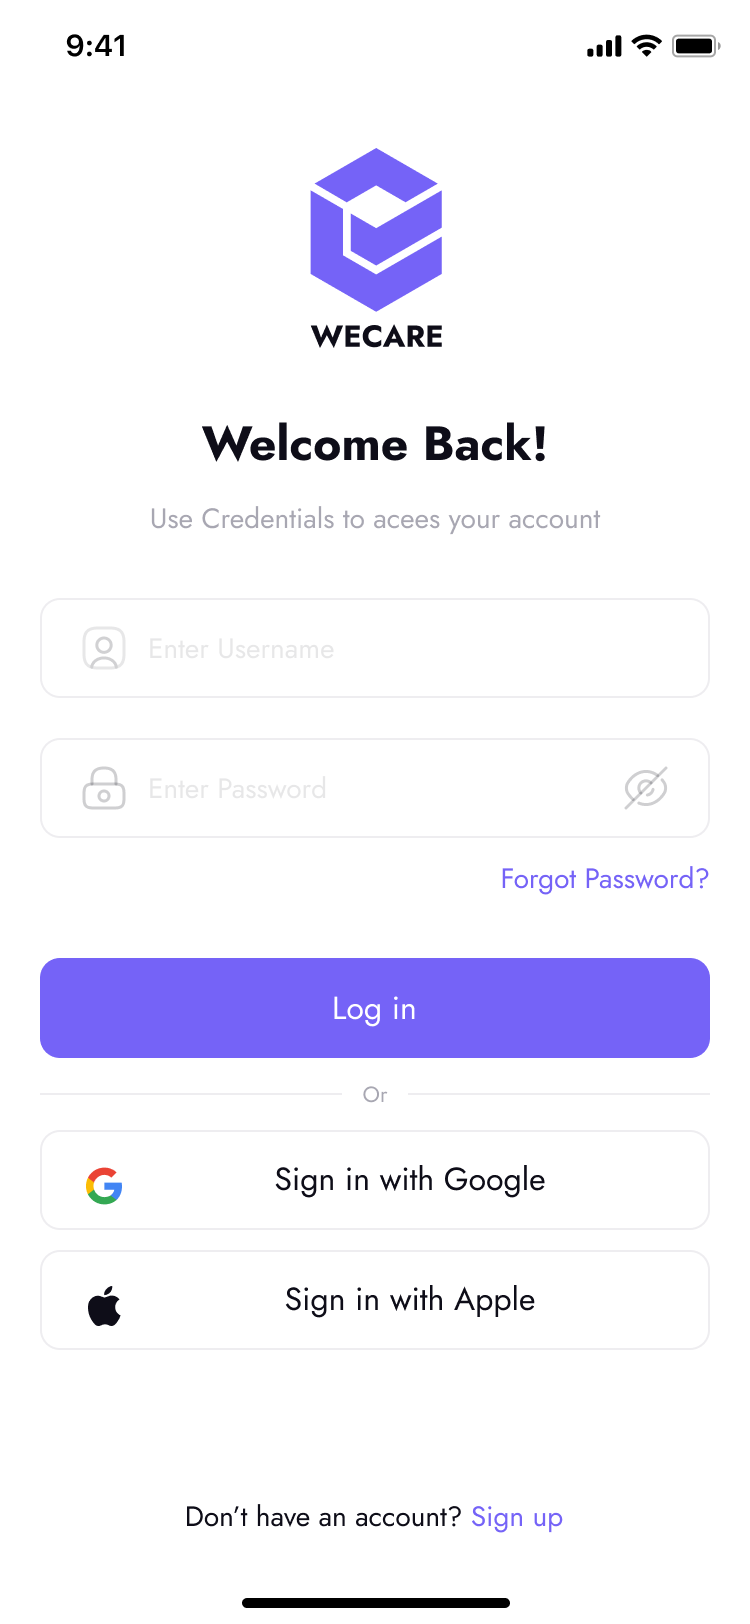 9:41
WECARE
Welcome Back!
Use Credentials to acees your account
Enter Username
Enter Password
Forgot Password?
Log in
Or
Sign in with Google
Sign in with Apple
Don’t have an account? Sign up